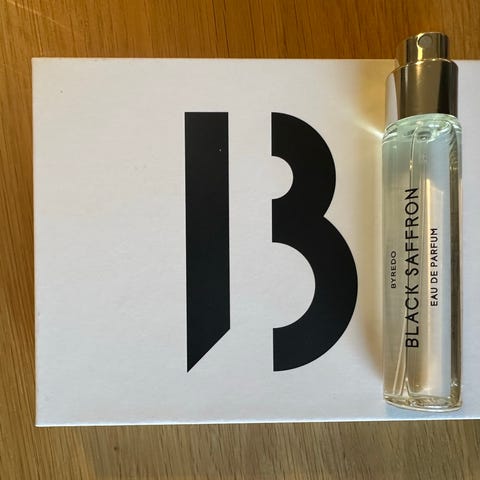 B
BYREDO
BLACK SAFFRON
EAU DE PARFUM